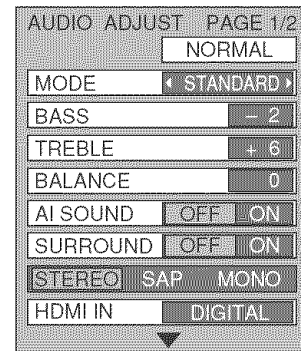 AUDIO ADJUST PAGE 1/2
NORMAL
MODE STANDARD
BASS - 2
TREBLE + 6
BALANCE 0
AI SOUND OFF ON
SURROUND OFF ON
STEREO SAP MONO
HDMI IN DIGITAL